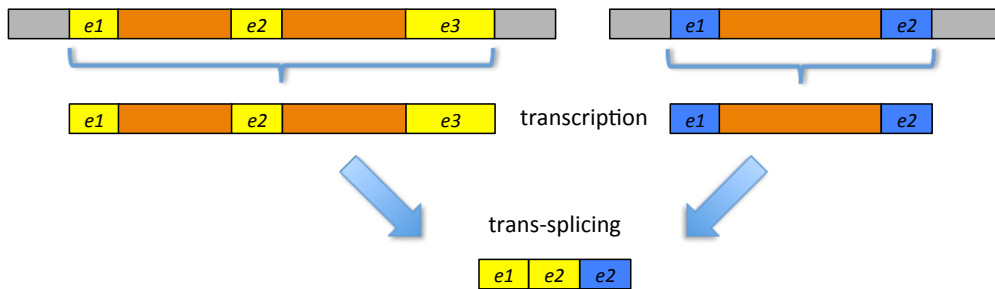 e1 e2 e3 e1 e2
e1 e2 e3 transcription e1 e2
trans-splicing
e1 e2 e2